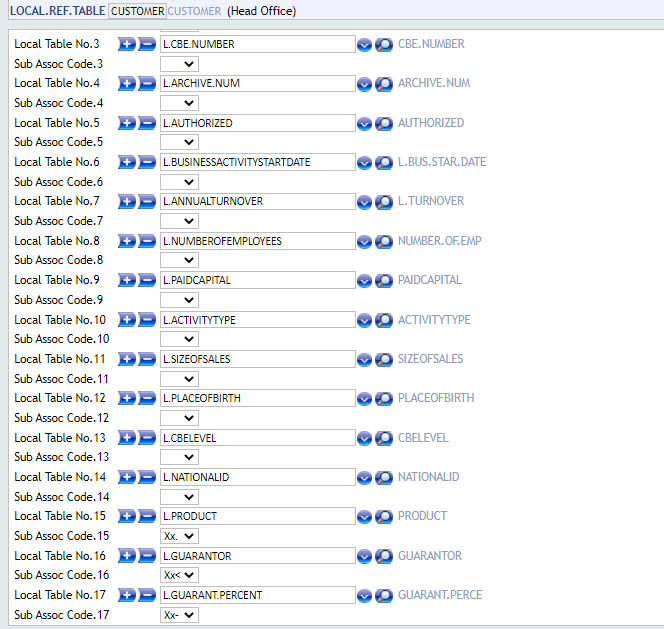 LOCAL.REF.TABLE CUSTOMER CUSTOMER (Head Office)
Local Table No.3 L.CBE.NUMBER CBE.NUMBER
Sub Assoc Code.3
Local Table No.4 L.ARCHIVE.NUM ARCHIVE.NUM
Sub Assoc Code.4
Local Table No.5 L.AUTHORIZED AUTHORIZED
Sub Assoc Code.5
Local Table No.6 L.BUSINESSACTIVITYSTARTDATE L.BUS.STAR.DATE
Sub Assoc Code.6
Local Table No.7 L.ANNUALTURNOVER L.TURNOVER
Sub Assoc Code.7
Local Table No.8 L.NUMBEROFEMPLOYEES NUMBER.OF.EMP
Sub Assoc Code.8
Local Table No.9 L.PAIDCAPITAL PAIDCAPITAL
Sub Assoc Code.9
Local Table No.10 L.ACTIVITYTYPE ACTIVITYTYPE
Sub Assoc Code.10
Local Table No.11 L.SIZEOFSALES SIZEOFSALES
Sub Assoc Code.11
Local Table No.12 L.PLACEOFBIRTH PLACEOFBIRTH
Sub Assoc Code.12
Local Table No.13 L.CBELEVEL CBELEVEL
Sub Assoc Code.13
Local Table No.14 L.NATIONALID NATIONALID
Sub Assoc Code.14
Local Table No.15 L.PRODUCT PRODUCT
Sub Assoc Code.15 Xx.
Local Table No.16 L.GUARANTOR GUARANTOR
Sub Assoc Code.16 Xx<
Local Table No.17 L.GUARANT.PERCENT GUARANT.PERCE
Sub Assoc Code.17 Xx-